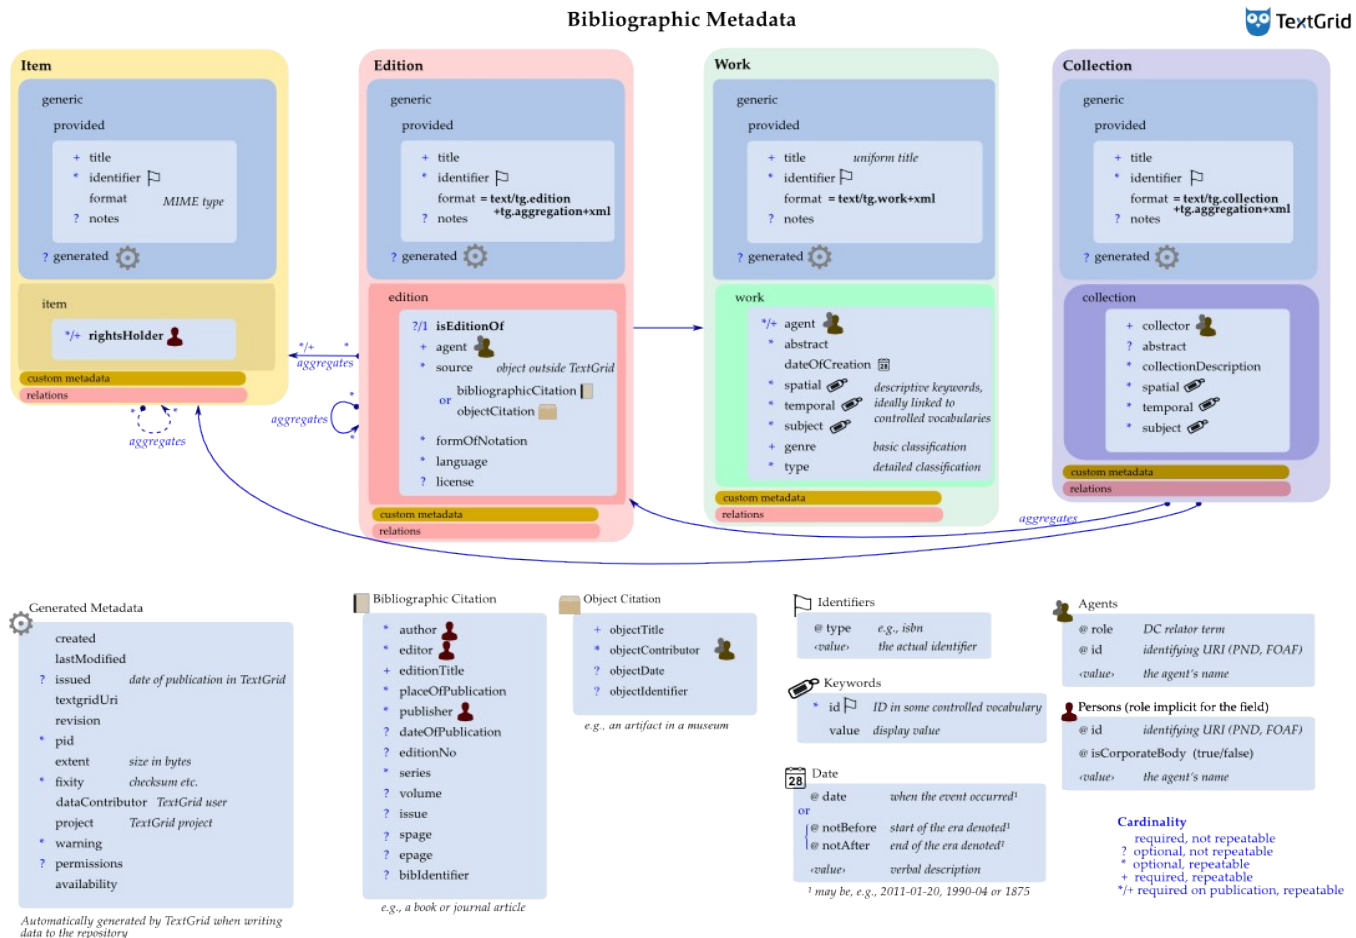 Bibliographic Metadata
TextGrid
Item
generic
provided
+ title
* identifier
format MIME type
? notes
? generated
item
*/+ rightsHolder
custom metadata
relations
* *
aggregates
*/+ *
aggregates
*
aggregates
*
Edition
generic
provided
+ title
* identifier
format = text/tg.edition
+tg.aggregation+xml
? notes
? generated
edition
?/1 isEditionOf
+ agent
* source object outside TextGrid
bibliographicCitation
or
objectCitation
* formOfNotation
* language
? license
custom metadata
relations
Work
generic
provided
+ title uniform title
* identifier
format = text/tg.work+xml
? notes
? generated
work
*/+ agent
* abstract
dateOfCreation
* spatial descriptive keywords,
* temporal ideally linked to
* subject controlled vocabularies
+ genre basic classification
* type detailed classification
custom metadata
relations
Collection
generic
provided
+ title
* identifier
format = text/tg.collection
+tg.aggregation+xml
? notes
? generated
collection
+ collector
? abstract
* collectionDescription
* spatial
* temporal
* subject
custom metadata
relations
aggregates
Generated Metadata
created
lastModified
? issued date of publication in TextGrid
textgridUri
revision
* pid
extent size in bytes
* fixity checksum etc.
dataContributor TextGrid user
project TextGrid project
* warning
? permissions
availability
Automatically generated by TextGrid when writing
data to the repository
Bibliographic Citation
* author
* editor
+ editionTitle
* placeOfPublication
* publisher
? dateOfPublication
? editionNo
* series
? volume
? issue
? spage
? epage
? bibIdentifier
e.g., a book or journal article
Object Citation
+ objectTitle
* objectContributor
? objectDate
? objectIdentifier
e.g., an artifact in a museum
Identifiers
@ type e.g., isbn
‹value› the actual identifier
Keywords
* id ID in some controlled vocabulary
value display value
28 Date
@ date when the event occurred¹
or
@ notBefore start of the era denoted¹
@ notAfter end of the era denoted¹
‹value› verbal description
¹ may be, e.g., 2011-01-20, 1990-04 or 1875
Agents
@ role DC relator term
@ id identifying URI (PND, FOAF)
‹value› the agent's name
Persons (role implicit for the field)
@ id identifying URI (PND, FOAF)
@ isCorporateBody (true/false)
‹value› the agent's name
Cardinality
required, not repeatable
? optional, not repeatable
* optional, repeatable
+ required, repeatable
*/+ required on publication, repeatable